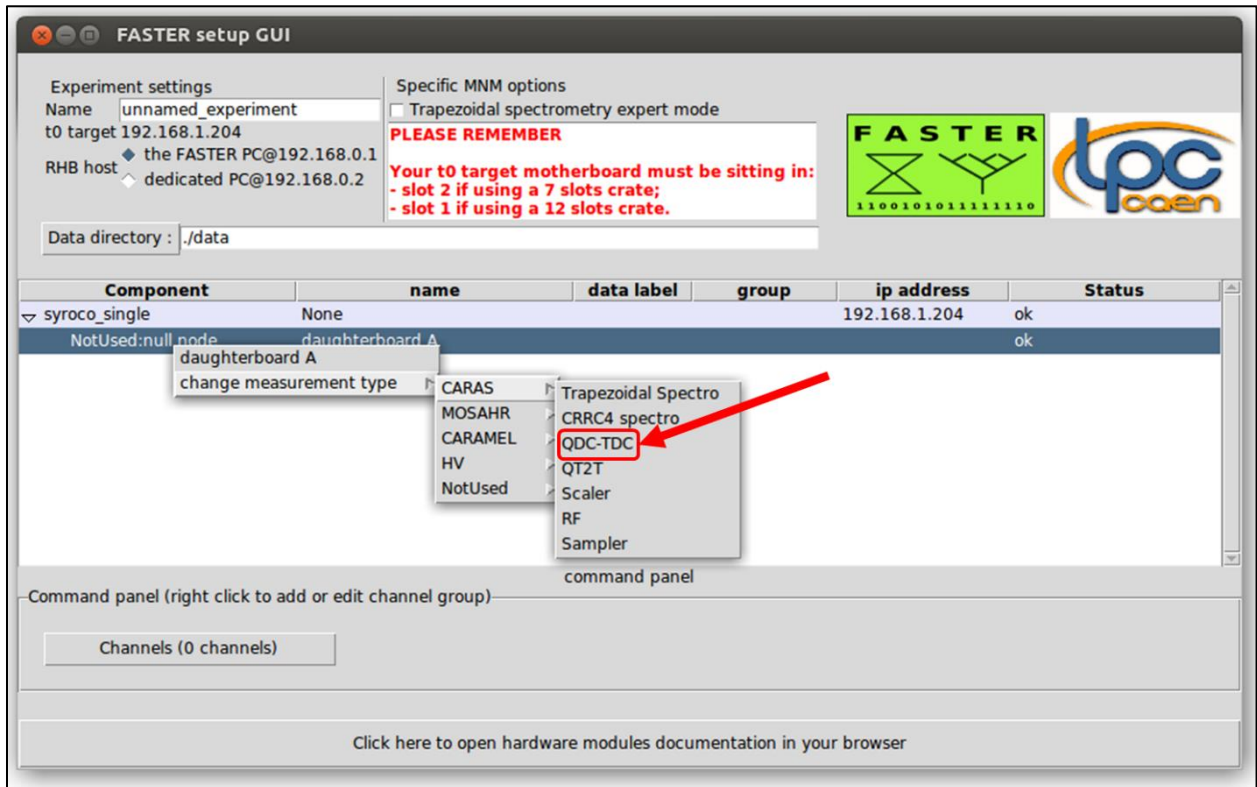 FASTER setup GUI
Experiment settings
Name unnamed_experiment
t0 target 192.168.1.204
RHB host the FASTER PC@192.168.0.1
dedicated PC@192.168.0.2
Specific MNM options
Trapezoidal spectrometry expert mode
PLEASE REMEMBER
Your t0 target motherboard must be sitting in:
- slot 2 if using a 7 slots crate;
- slot 1 if using a 12 slots crate.
FASTER
1100101011111110
lpc
caen
Data directory : ./data
Component name data label group ip address Status
syroco_single None 192.168.1.204 ok
NotUsed:null node daughterboard A ok
daughterboard A
change measurement type
CARAS
MOSAHR
CARAMEL
HV
NotUsed
Trapezoidal Spectro
CRRC4 spectro
QDC-TDC
QT2T
Scaler
RF
Sampler
command panel
Command panel (right click to add or edit channel group)
Channels (0 channels)
Click here to open hardware modules documentation in your browser